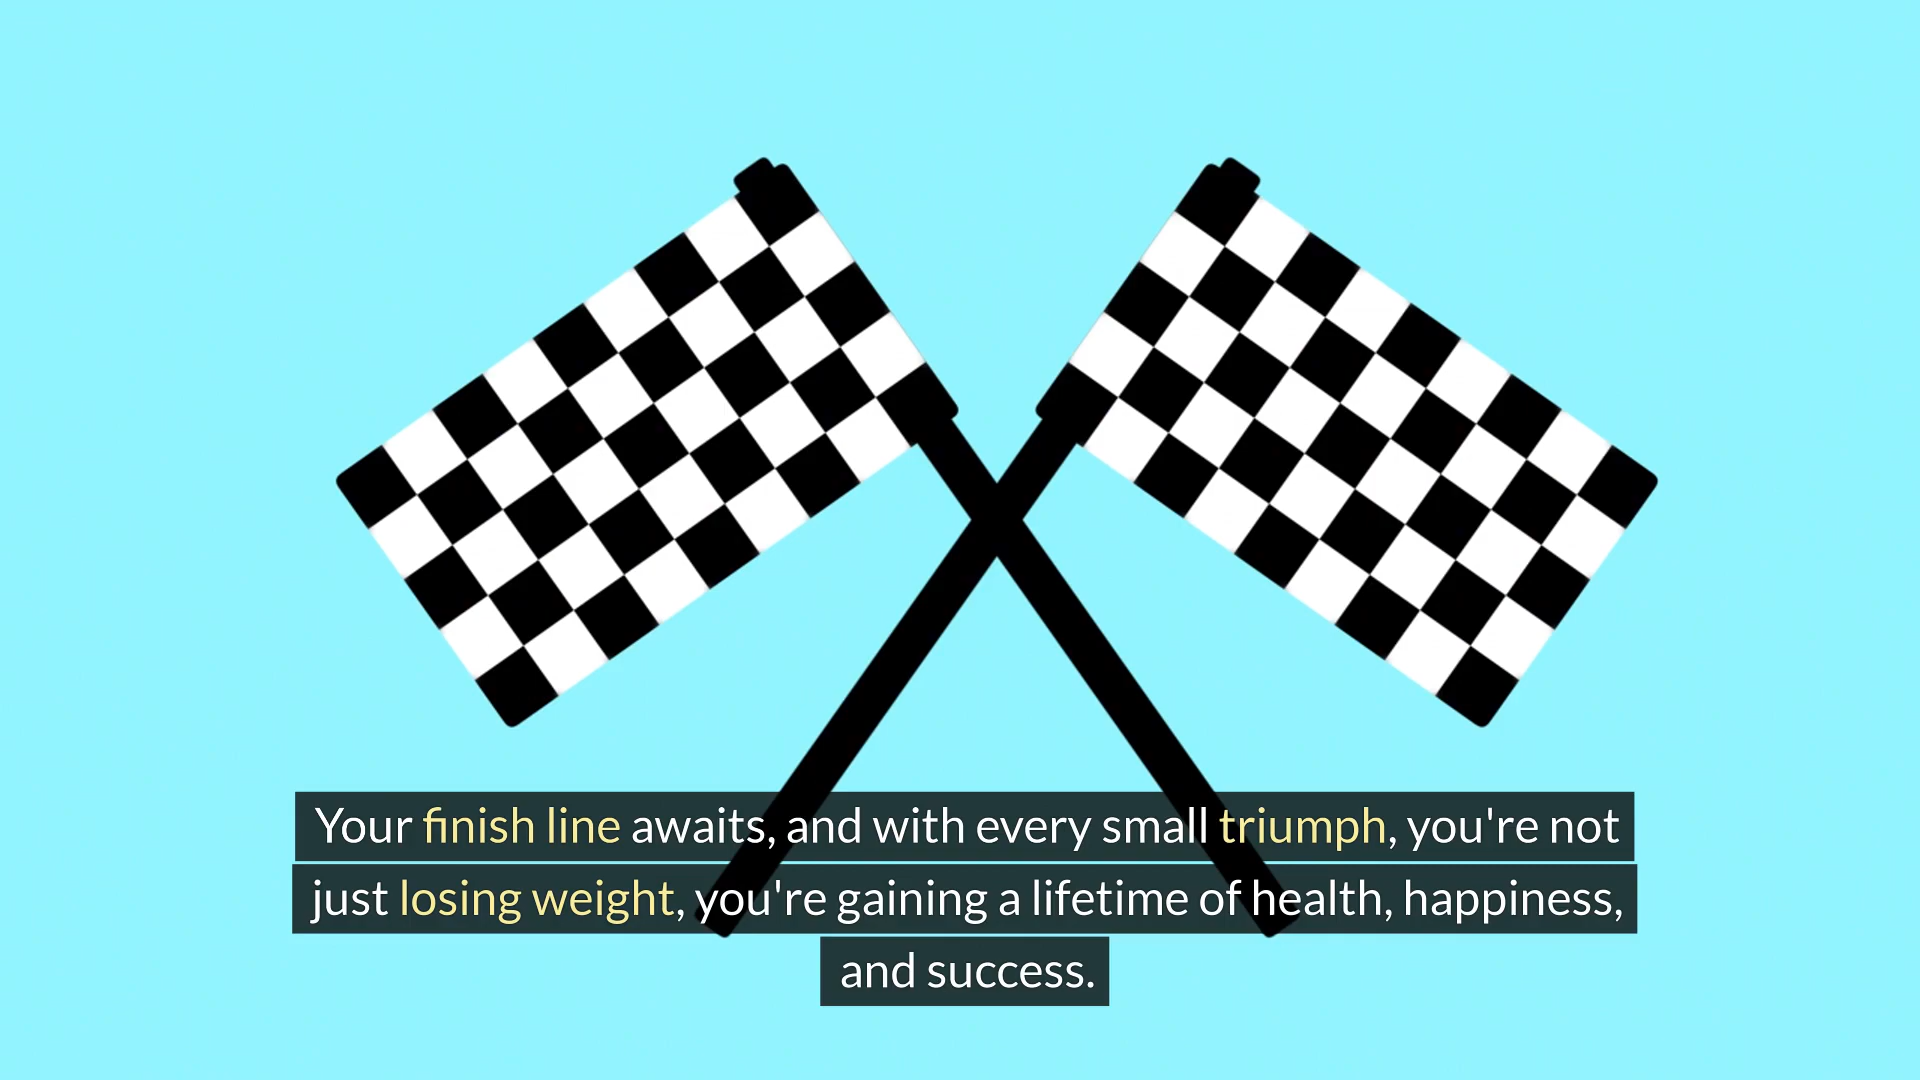 Your finish line awaits, and with every small triumph, you're not
just losing weight, you're gaining a lifetime of health, happiness,
and success.